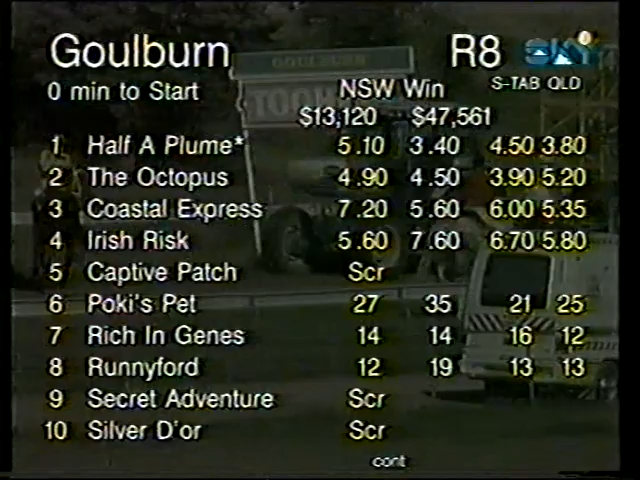 Goulburn R8 SKY
GOULBURN
0 min to Start NSW Win S-TAB QLD
$13,120 $47,561
1 Half A Plume* 5.10 3.40 4.50 3.80
2 The Octopus 4.90 4.50 3.90 5.20
3 Coastal Express 7.20 5.60 6.00 5.35
4 Irish Risk 5.60 7.60 6.70 5.80
5 Captive Patch Scr
6 Poki's Pet 27 35 21 25
7 Rich In Genes 14 14 16 12
8 Runnyford 12 19 13 13
9 Secret Adventure Scr
10 Silver D'or Scr
cont